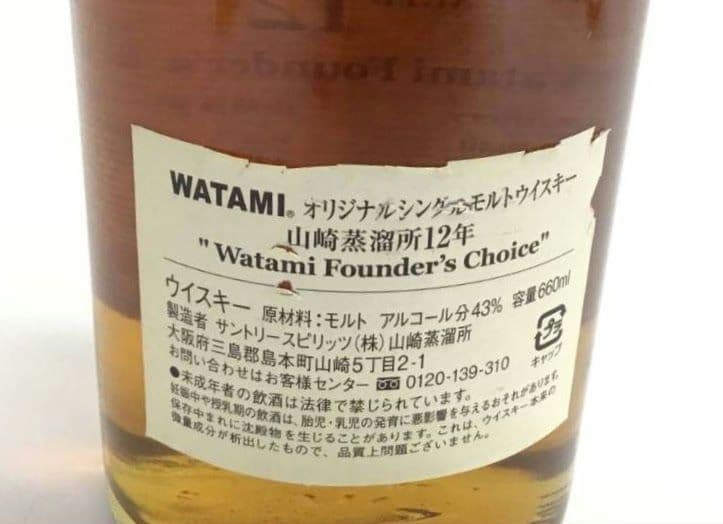 WATAMI® オリジナルシングルモルトウイスキー
山崎蒸溜所12年
"Watami Founder's Choice"
ウイスキー 原材料:モルト アルコール分43% 容量660ml
製造者 サントリースピリッツ(株)山崎蒸溜所
大阪府三島郡島本町山崎5丁目2-1
お問い合わせはお客様センター 0120-139-310
キャップ
●未成年者の飲酒は法律で禁じられています。
妊娠中や授乳期の飲酒は、胎児・乳児の発育に悪影響を与えるおそれがあります。
保存中まれに沈殿物を生じることがあります。これは、ウイスキー本来の
微量成分が析出したもので、品質上問題ございません。